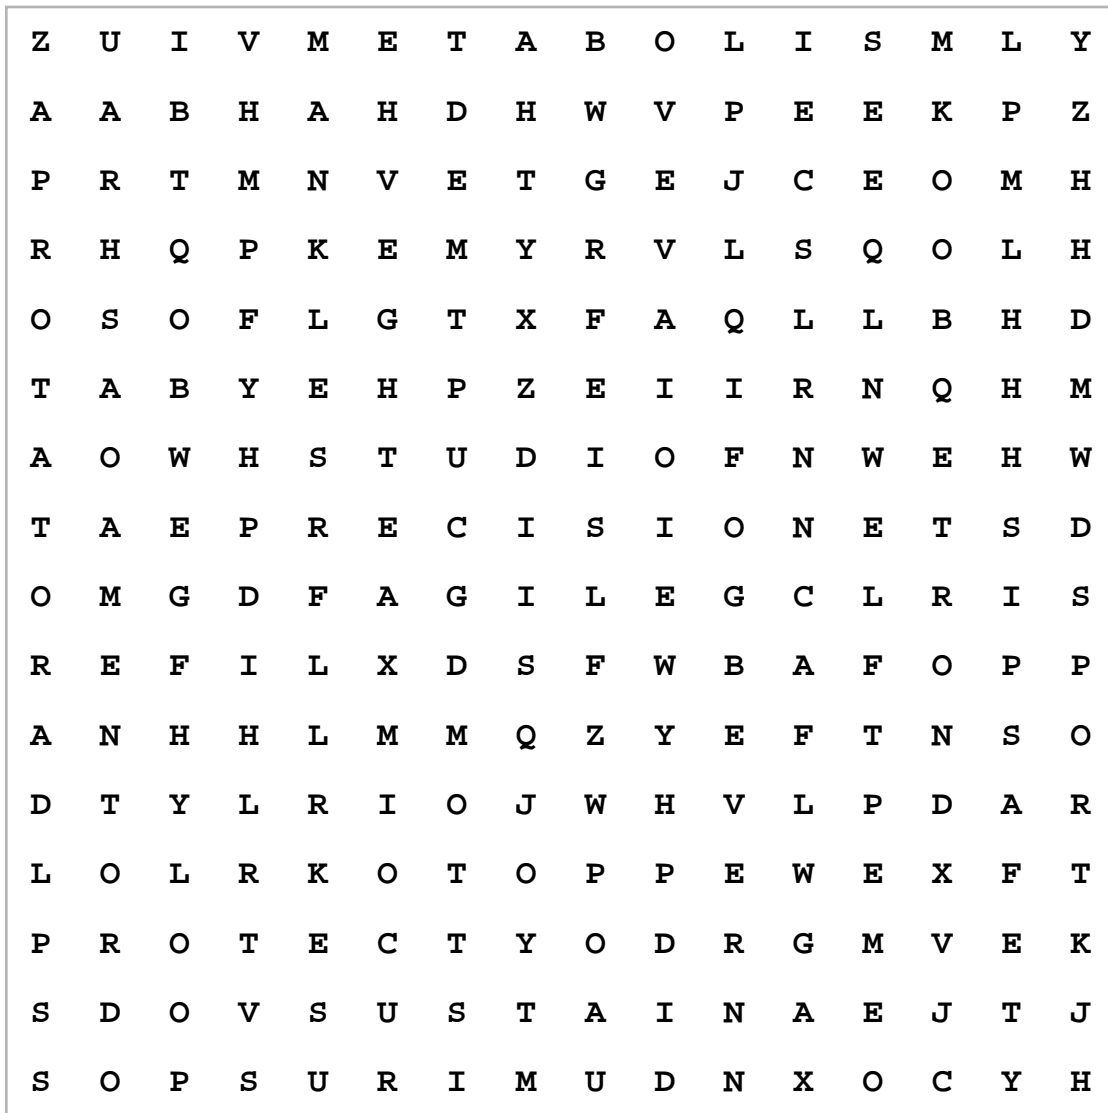 Z U I V M E T A B O L I S M L Y
A A B H A H D H W V P E E K P Z
P R T M N V E T G E J C E O M H
R H Q P K E M Y R V L S Q O L H
O S O F L G T X F A Q L L B H D
T A B Y E H P Z E I I R N Q H M
A O W H S T U D I O F N W E H W
T A E P R E C I S I O N E T S D
O M G D F A G I L E G C L R I S
R E F I L X D S F W B A F O P P
A N H H L M M Q Z Y E F T N S O
D T Y L R I O J W H V L P D A R
L O L R K O T O P P E W E X F T
P R O T E C T Y O D R G M V E K
S D O V S U S T A I N A E J T J
S O P S U R I M U D N X O C Y H